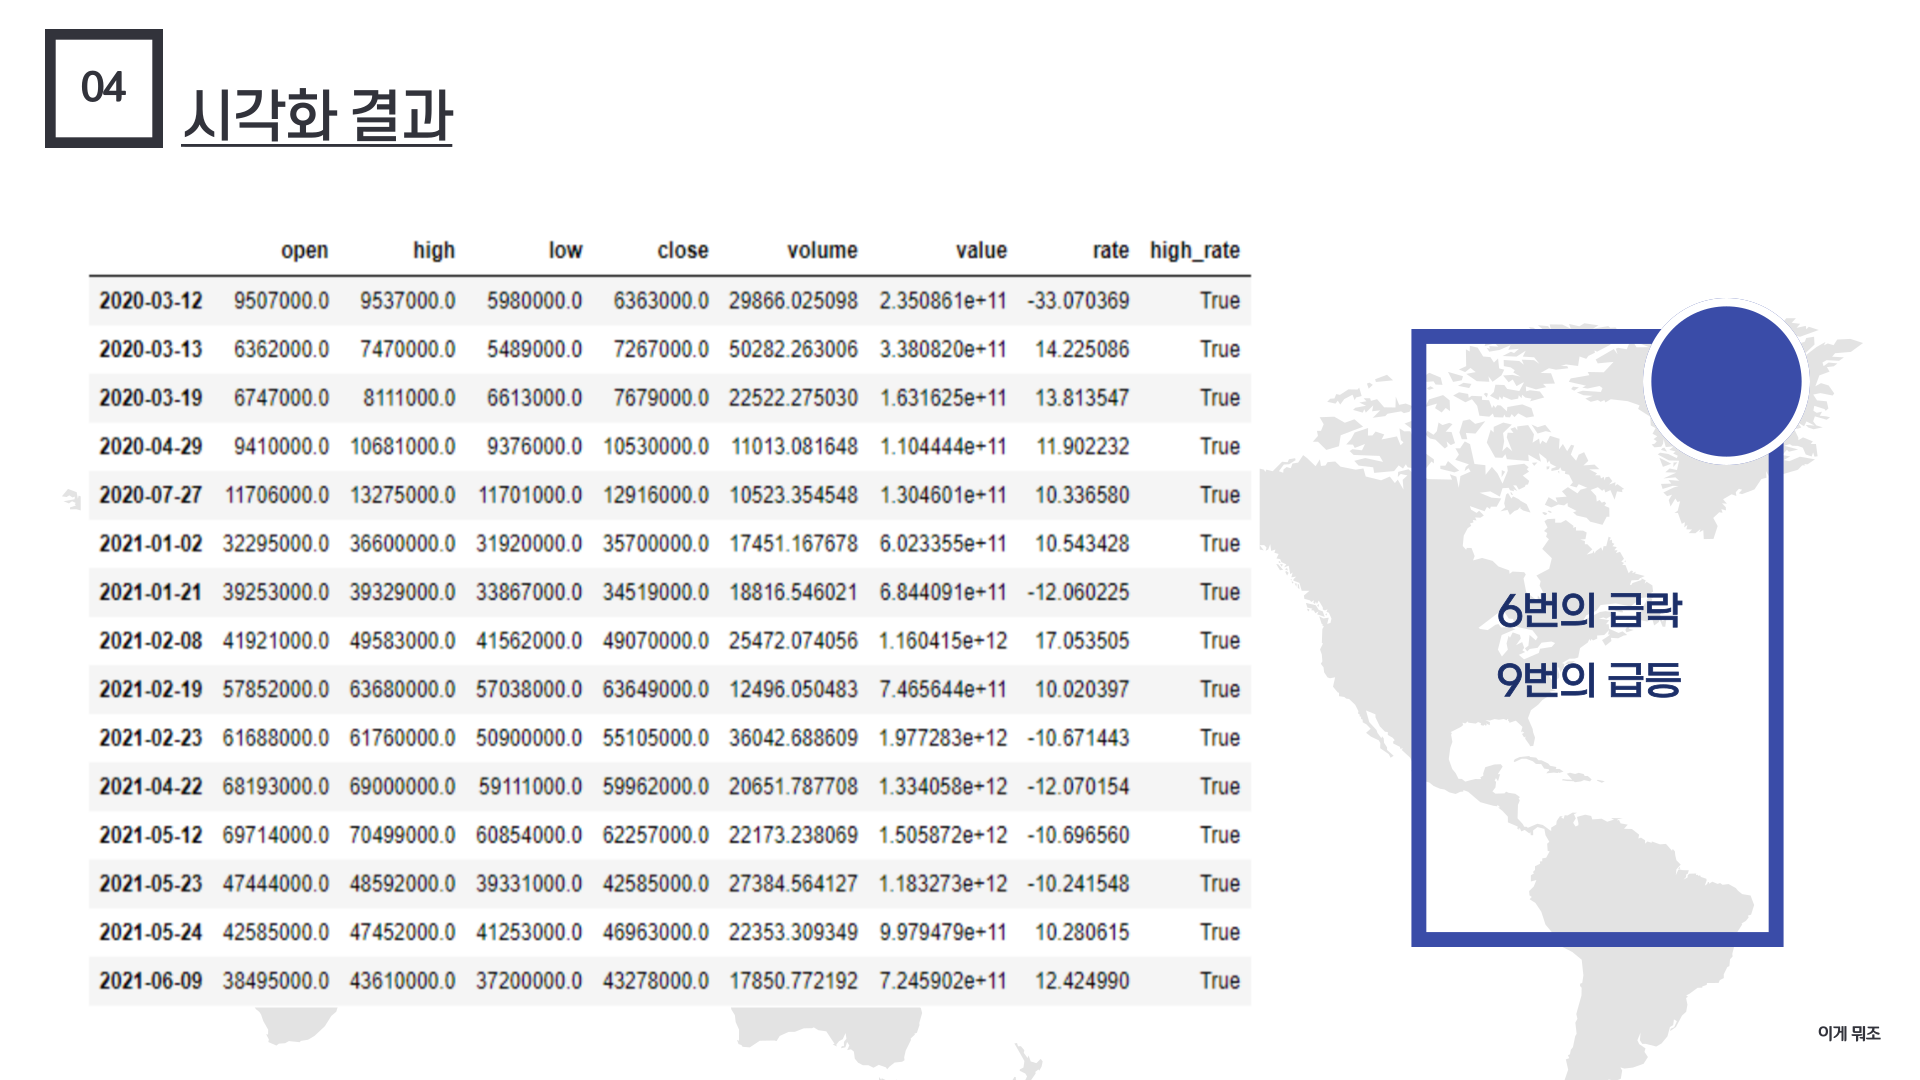 04
시각화 결과
open high low close volume value rate high_rate
2020-03-12 9507000.0 9537000.0 5980000.0 6363000.0 29866.025098 2.350861e+11 -33.070369 True
2020-03-13 6362000.0 7470000.0 5489000.0 7267000.0 50282.263006 3.380820e+11 14.225086 True
2020-03-19 6747000.0 8111000.0 6613000.0 7679000.0 22522.275030 1.631625e+11 13.813547 True
2020-04-29 9410000.0 10681000.0 9376000.0 10530000.0 11013.081648 1.104444e+11 11.902232 True
2020-07-27 11706000.0 13275000.0 11701000.0 12916000.0 10523.354548 1.304601e+11 10.336580 True
2021-01-02 32295000.0 36600000.0 31920000.0 35700000.0 17451.167678 6.023355e+11 10.543428 True
2021-01-21 39253000.0 39329000.0 33867000.0 34519000.0 18816.546021 6.844091e+11 -12.060225 True
2021-02-08 41921000.0 49583000.0 41562000.0 49070000.0 25472.074056 1.160415e+12 17.053505 True
2021-02-19 57852000.0 63680000.0 57038000.0 63649000.0 12496.050483 7.465644e+11 10.020397 True
2021-02-23 61688000.0 61760000.0 50900000.0 55105000.0 36042.688609 1.977283e+12 -10.671443 True
2021-04-22 68193000.0 69000000.0 59111000.0 59962000.0 20651.787708 1.334058e+12 -12.070154 True
2021-05-12 69714000.0 70499000.0 60854000.0 62257000.0 22173.238069 1.505872e+12 -10.696560 True
2021-05-23 47444000.0 48592000.0 39331000.0 42585000.0 27384.564127 1.183273e+12 -10.241548 True
2021-05-24 42585000.0 47452000.0 41253000.0 46963000.0 22353.309349 9.979479e+11 10.280615 True
2021-06-09 38495000.0 43610000.0 37200000.0 43278000.0 17850.772192 7.245902e+11 12.424990 True
6번의 급락
9번의 급등
이게 뭐조